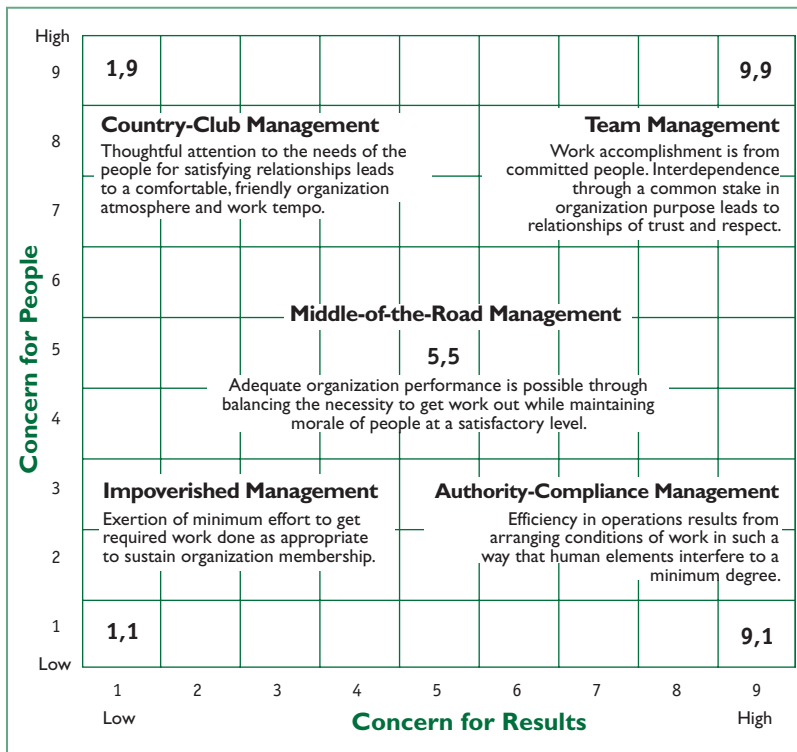 High
9
1,9
9,9
Country-Club Management
Thoughtful attention to the needs of the
people for satisfying relationships leads
to a comfortable, friendly organization
atmosphere and work tempo.
Team Management
Work accomplishment is from
committed people. Interdependence
through a common stake in
organization purpose leads to
relationships of trust and respect.
8
7
6
Concern for People
Middle-of-the-Road Management
5
5,5
Adequate organization performance is possible through
balancing the necessity to get work out while maintaining
morale of people at a satisfactory level.
4
3
Impoverished Management
Exertion of minimum effort to get
required work done as appropriate
to sustain organization membership.
Authority-Compliance Management
Efficiency in operations results from
arranging conditions of work in such a
way that human elements interfere to a
minimum degree.
2
1
1,1
9,1
Low
1 2 3 4 5 6 7 8 9
Low
Concern for Results
High